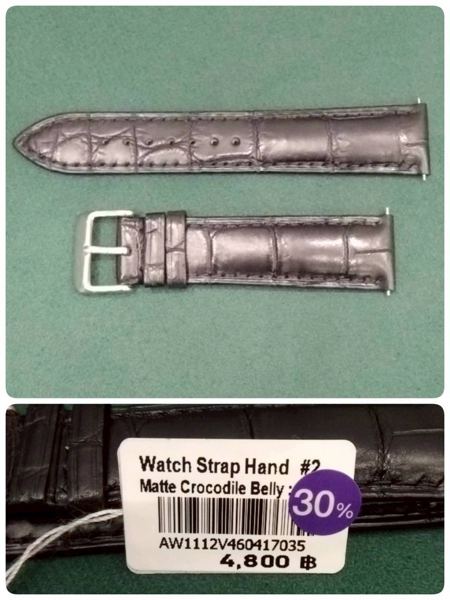 Watch Strap Hand #2
Matte Crocodile Belly :
30%
AW1112V460417035
4,800 ฿